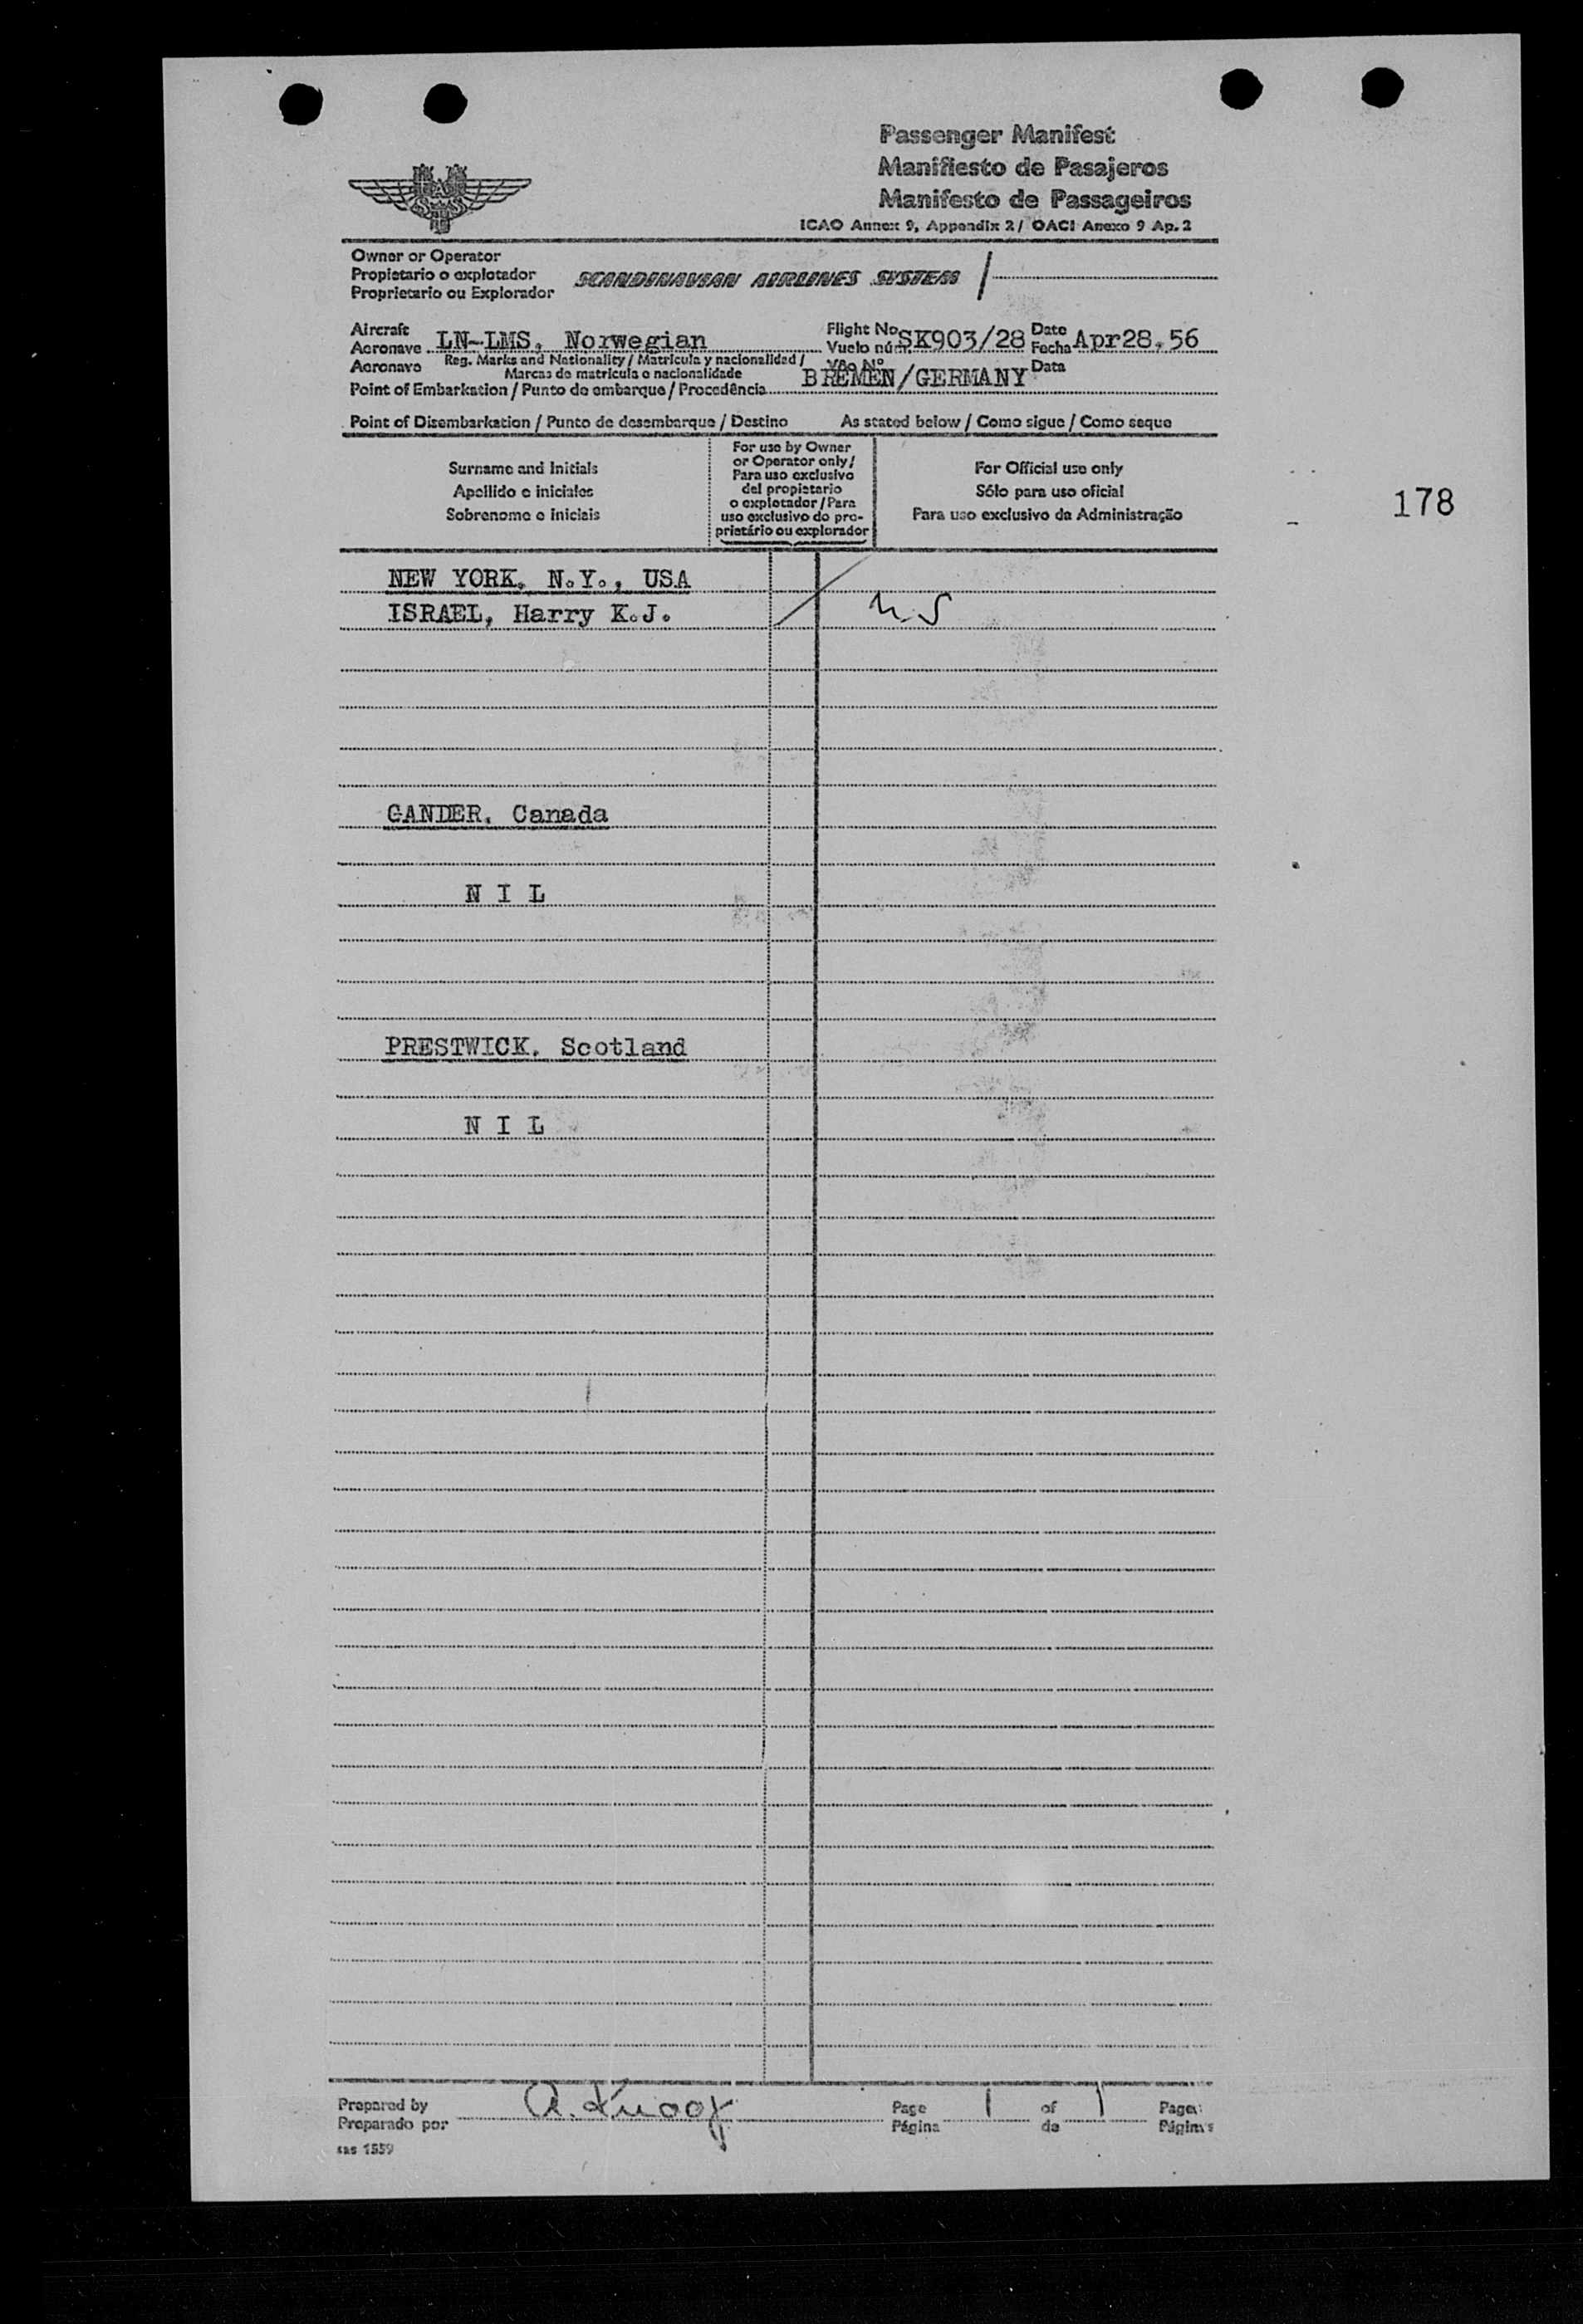 Passenger Manifest
Manifiesto de Pasajeros
Manifesto de Passageiros
ICAO Annex 9, Appendix 2 / OACI Anexo 9 Ap. 2
SAS
Owner or Operator
Propietario o explotador SCANDINAVIAN AIRLINES SYSTEM /
Proprietario ou Explorador
Aircraft Flight No Date
Aeronave LN-LMS, Norwegian Vuelo núm. SK903/28 Fecha Apr28,56
Aeronave Reg. Marks and Nationality / Matrícula y nacionalidad / Vôo Nº Data
Marcas de matrícula e nacionalidade
Point of Embarkation / Punto de embarque / Procedência BREMEN/GERMANY
Point of Disembarkation / Punto de desembarque / Destino As stated below / Como sigue / Como segue
Surname and Initials
Apellido e iniciales
Sobrenome e iniciais
For use by Owner
or Operator only /
Para uso exclusivo
del propietario
o explotador / Para
uso exclusivo do pro-
prietário ou explorador
For Official use only
Sólo para uso oficial
Para uso exclusivo da Administração
178
NEW YORK, N.Y., USA
ISRAEL, Harry K.J.
GANDER, Canada
N I L
PRESTWICK, Scotland
N I L
Prepared by Page 1 of 1 Pages
Preparado por A. Knoop Página de Páginas
sas 1559